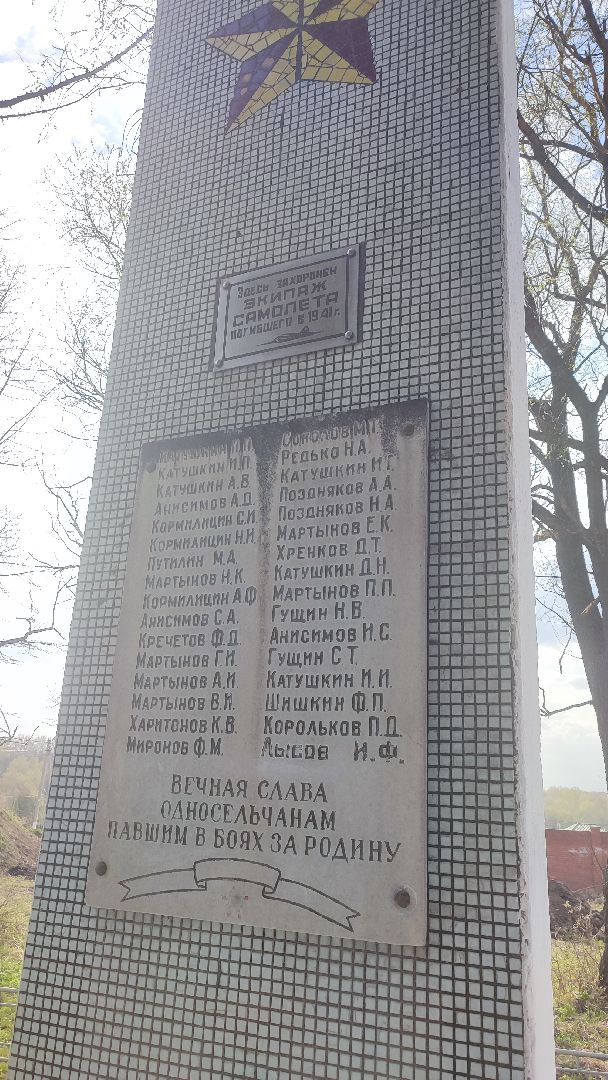 ЗДЕСЬ ЗАХОРОНЕН
ЭКИПАЖ
САМОЛЕТА
ПОГИБШЕГО В 1941 г.
КАТУШКИН И.П.
КАТУШКИН А.В.
АНИСИМОВ А.Д.
КОРМИЛИЦИН С.И.
КОРМИЛИЦИН Н.И.
ПУТИЛИН М.А.
МАРТЫНОВ Н.К.
КОРМИЛИЦИН А.Ф.
АНИСИМОВ С.А.
КРЕЧЕТОВ Ф.Д.
МАРТЫНОВ Г.И.
МАРТЫНОВ А.И.
МАРТЫНОВ В.И.
ХАРИТОНОВ К.В.
МИРОНОВ Ф.М.
СОКОЛОВ М.П.
РЕДЬКО Н.А.
КАТУШКИН И.Г.
ПОЗДНЯКОВ А.А.
ПОЗДНЯКОВ Н.А.
МАРТЫНОВ Е.К.
ХРЕНКОВ Д.Т.
КАТУШКИН Д.Н.
МАРТЫНОВ П.П.
ГУЩИН Н.В.
АНИСИМОВ И.С.
ГУЩИН С.Т.
КАТУШКИН И.И.
ШИШКИН Ф.П.
КОРОЛЬКОВ П.Д.
ЛЫСОВ И.Ф.
ВЕЧНАЯ СЛАВА
ОДНОСЕЛЬЧАНАМ
ПАВШИМ В БОЯХ ЗА РОДИНУ